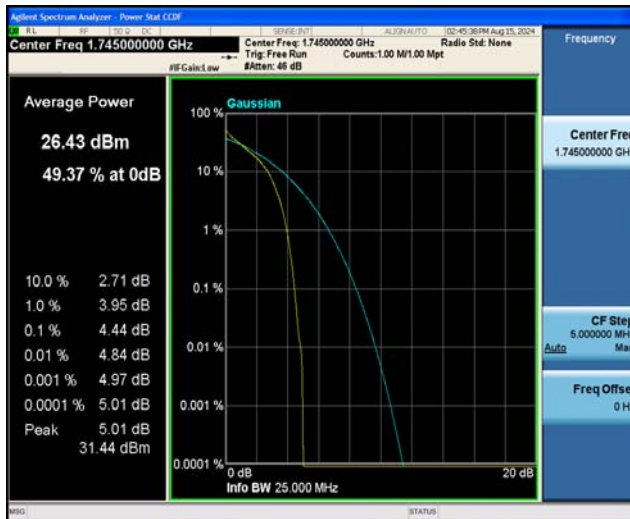 Agilent Spectrum Analyzer - Power Stat CCDF
RL RF 50 Ω DC SENSE:INT ALIGN AUTO 02:45:38 PM Aug 15, 2024
Center Freq 1.745000000 GHz
Center Freq: 1.745000000 GHz
Radio Std: None
Trig: Free Run Counts:1.00 M/1.00 Mpt
#IFGain:Low #Atten: 46 dB
Frequency
Average Power
26.43 dBm
49.37 % at 0dB
10.0 % 2.71 dB
1.0 % 3.95 dB
0.1 % 4.44 dB
0.01 % 4.84 dB
0.001 % 4.97 dB
0.0001 % 5.01 dB
Peak 5.01 dB
31.44 dBm
Gaussian
100 %
10 %
1 %
0.1 %
0.01 %
0.001 %
0.0001 %
0 dB 20 dB
Info BW 25.000 MHz
Center Fre
1.745000000 GH
CF Step
5.000000 MH
Auto Ma
Freq Offse
0 H
MSG STATUS